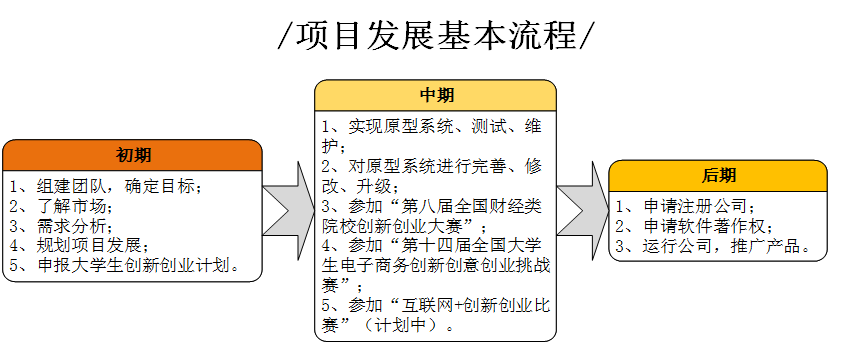 /项目发展基本流程/
初期
1、组建团队，确定目标；
2、了解市场；
3、需求分析；
4、规划项目发展；
5、申报大学生创新创业计划。
中期
1、实现原型系统、测试、维
护；
2、对原型系统进行完善、修
改、升级；
3、参加“第八届全国财经类
院校创新创业大赛”；
4、参加“第十四届全国大学
生电子商务创新创意创业挑战
赛”；
5、参加“互联网+创新创业比
赛”（计划中）。
后期
1、申请注册公司；
2、申请软件著作权；
3、运行公司，推广产品。